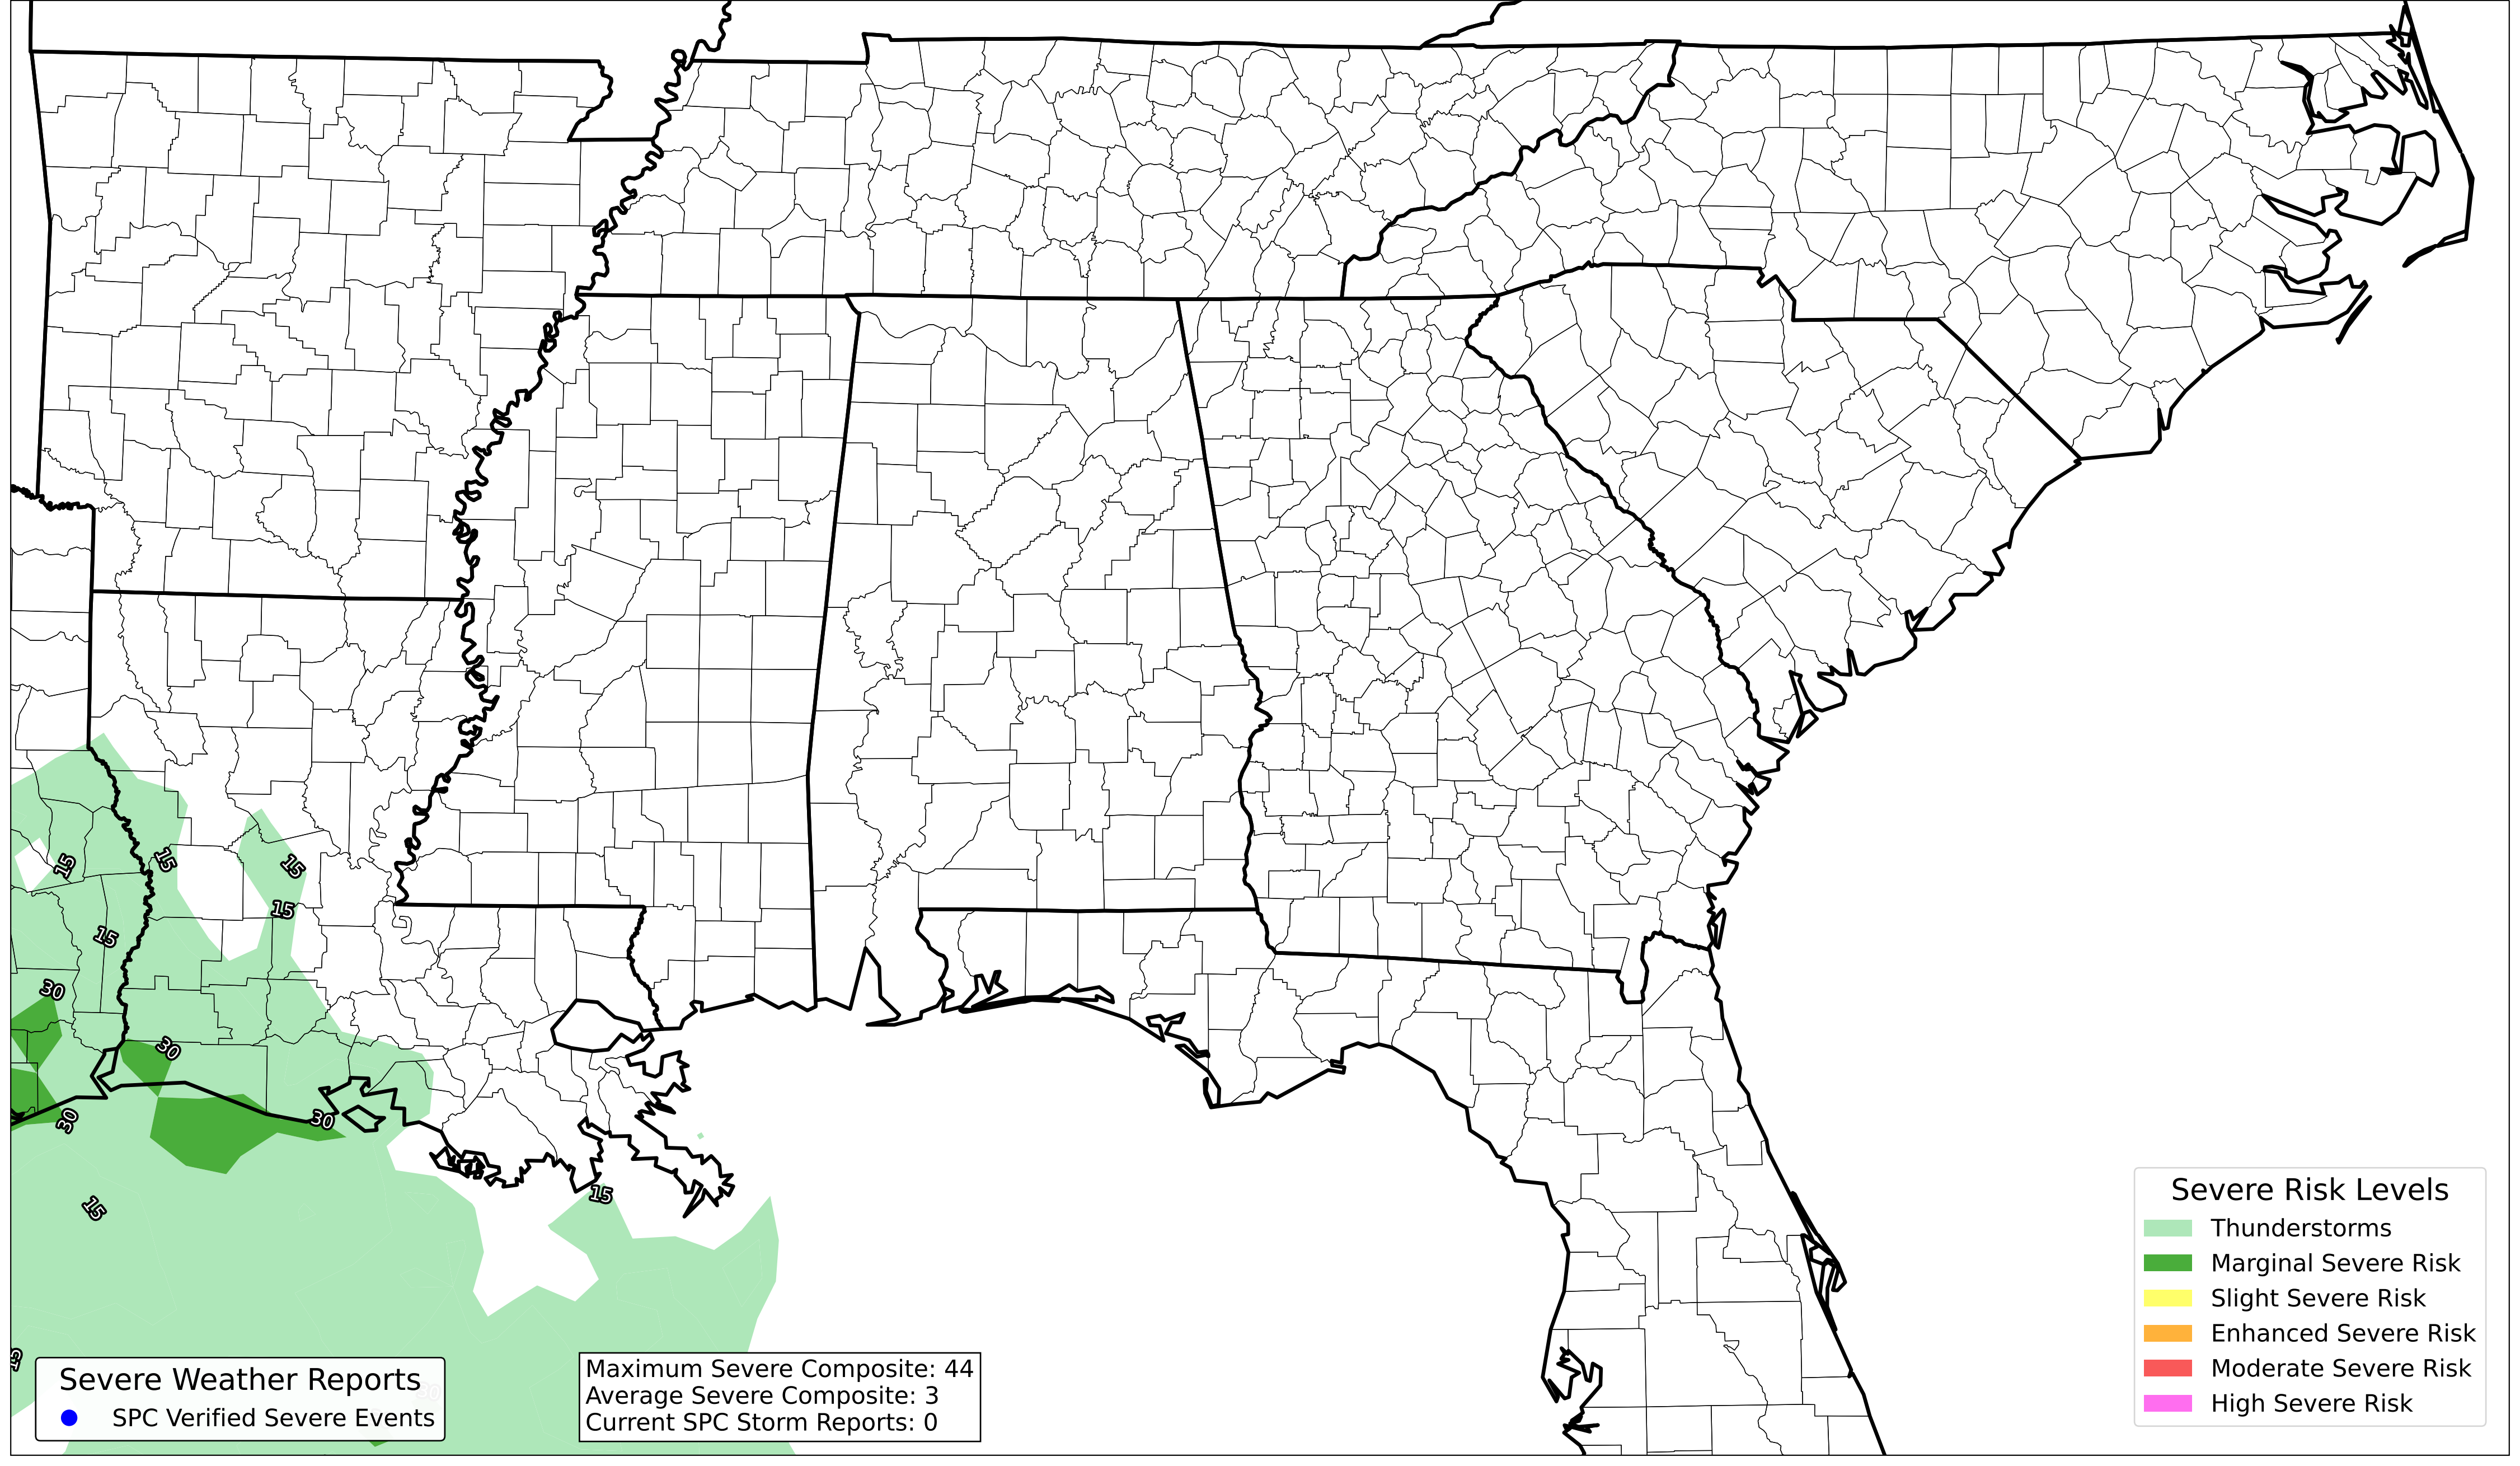 15
15
15
15
15
30
30
30
30
15
15
15
30
Severe Weather Reports
SPC Verified Severe Events
Maximum Severe Composite: 44
Average Severe Composite: 3
Current SPC Storm Reports: 0
Severe Risk Levels
Thunderstorms
Marginal Severe Risk
Slight Severe Risk
Enhanced Severe Risk
Moderate Severe Risk
High Severe Risk